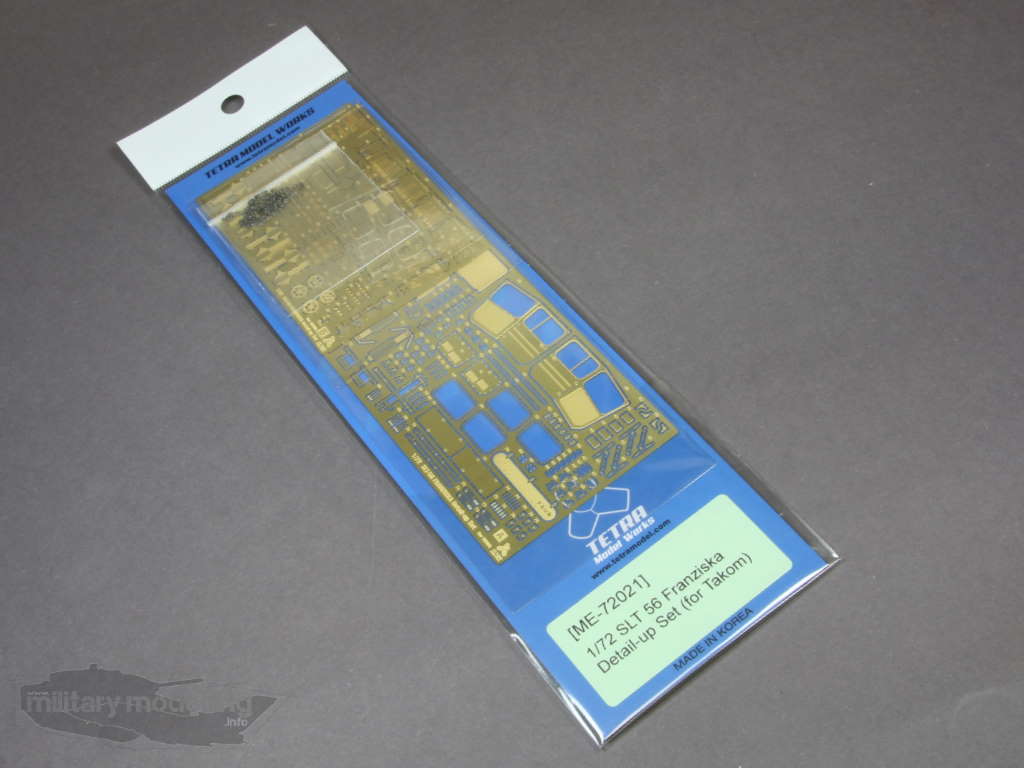 TETRA MODEL WORKS
TETRA
Model Works
www.tetramodel.com
[ME-72021]
1/72 SLT 56 Franziska
Detail-up Set (for Takom)
MADE IN KOREA
www.
military modelling
.info